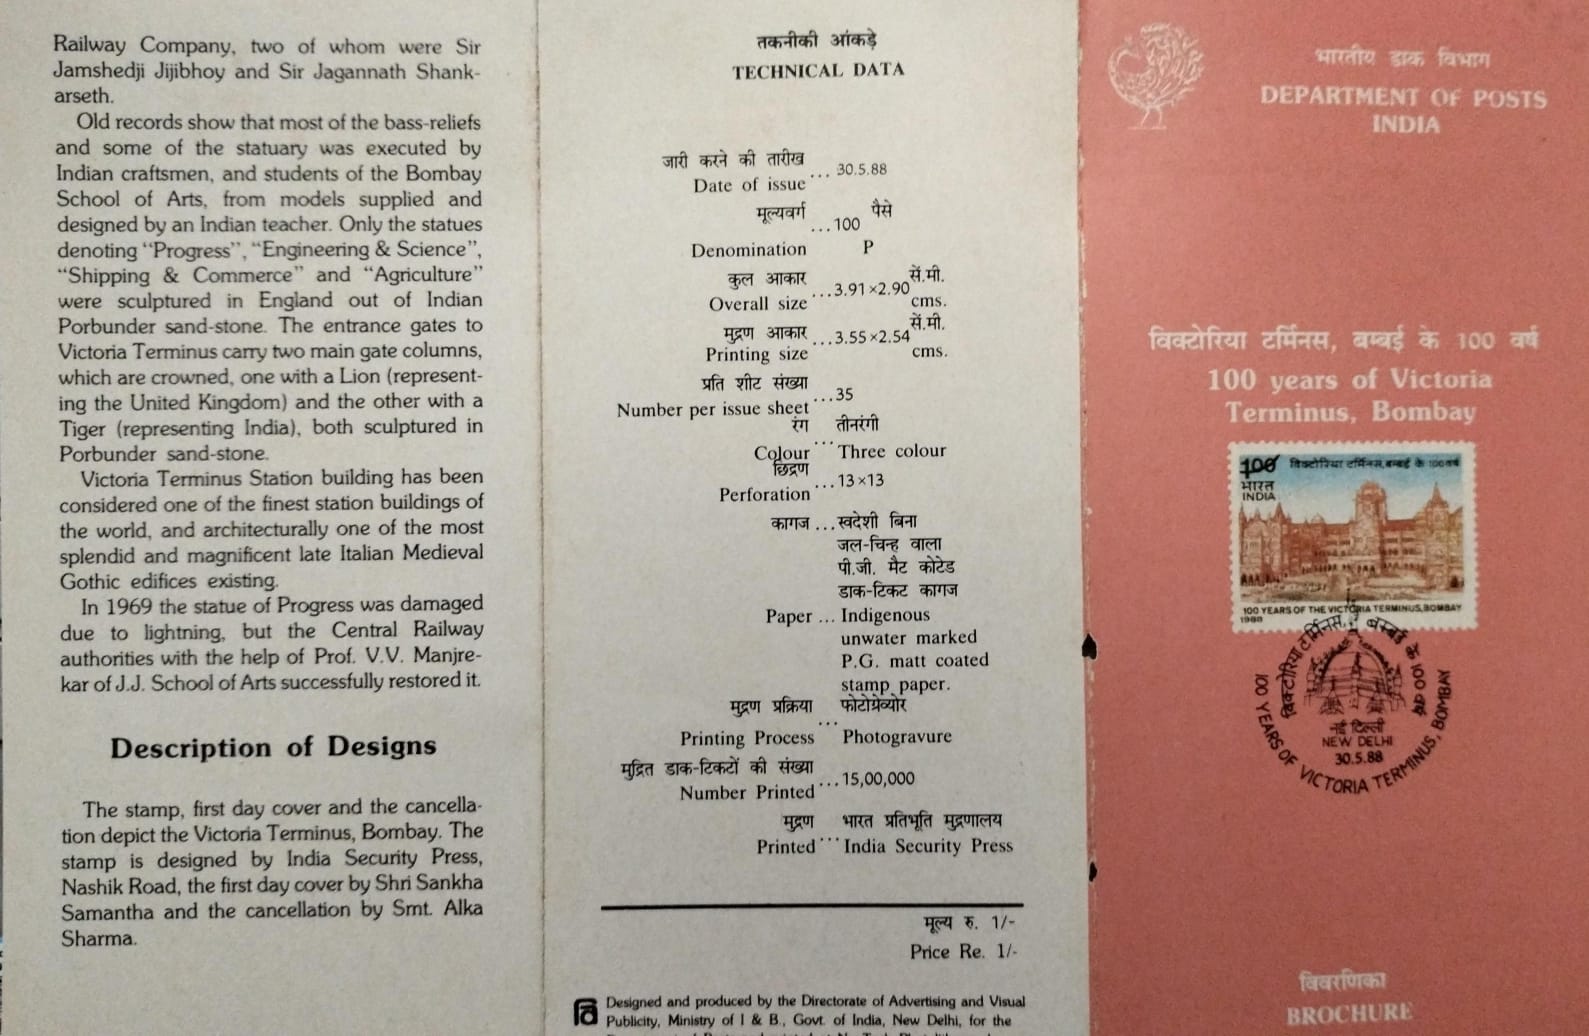 Railway Company, two of whom were Sir
Jamshedji Jijibhoy and Sir Jagannath Shank-
arseth.
Old records show that most of the bass-reliefs
and some of the statuary was executed by
Indian craftsmen, and students of the Bombay
School of Arts, from models supplied and
designed by an Indian teacher. Only the statues
denoting "Progress", "Engineering & Science",
"Shipping & Commerce" and "Agriculture"
were sculptured in England out of Indian
Porbunder sand-stone. The entrance gates to
Victoria Terminus carry two main gate columns,
which are crowned, one with a Lion (represent-
ing the United Kingdom) and the other with a
Tiger (representing India), both sculptured in
Porbunder sand-stone.
Victoria Terminus Station building has been
considered one of the finest station buildings of
the world, and architecturally one of the most
splendid and magnificent late Italian Medieval
Gothic edifices existing.
In 1969 the statue of Progress was damaged
due to lightning, but the Central Railway
authorities with the help of Prof. V.V. Manjre-
kar of J.J. School of Arts successfully restored it.
Description of Designs
The stamp, first day cover and the cancella-
tion depict the Victoria Terminus, Bombay. The
stamp is designed by India Security Press,
Nashik Road, the first day cover by Shri Sankha
Samantha and the cancellation by Smt. Alka
Sharma.
तकनीकी आंकड़े
TECHNICAL DATA
जारी करने की तारीख
Date of issue ... 30.5.88
मूल्यवर्ग ...100 पैसे
Denomination P
कुल आकार ...3.91×2.90 सें.मी.
Overall size cms.
मुद्रण आकार ...3.55×2.54 सें.मी.
Printing size cms.
प्रति शीट संख्या ...35
Number per issue sheet
रंग ... तीनरंगी
Colour Three colour
छिद्रण ...13×13
Perforation
कागज ...स्वदेशी बिना
जल-चिन्ह वाला
पी.जी. मैट कोटेड
डाक-टिकट कागज
Paper ... Indigenous
unwater marked
P.G. matt coated
stamp paper.
मुद्रण प्रक्रिया ... फोटोग्रेव्योर
Printing Process Photogravure
मुद्रित डाक-टिकटों की संख्या ...15,00,000
Number Printed
मुद्रण ... भारत प्रतिभूति मुद्रणालय
Printed India Security Press
मूल्य रु. 1/-
Price Re. 1/-
Designed and produced by the Directorate of Advertising and Visual
Publicity, Ministry of I & B., Govt. of India, New Delhi, for the
भारतीय डाक विभाग
DEPARTMENT OF POSTS
INDIA
विक्टोरिया टर्मिनस, बम्बई के 100 वर्ष
100 years of Victoria
Terminus, Bombay
100 विक्टोरिया टर्मिनस, बम्बई के 100 वर्ष
भारत
INDIA
100 YEARS OF THE VICTORIA TERMINUS, BOMBAY
1988
विक्टोरिया टर्मिनस, बम्बई के 100 वर्ष
नई दिल्ली
NEW DELHI
30.5.88
100 YEARS OF VICTORIA TERMINUS, BOMBAY
विवरणिका
BROCHURE